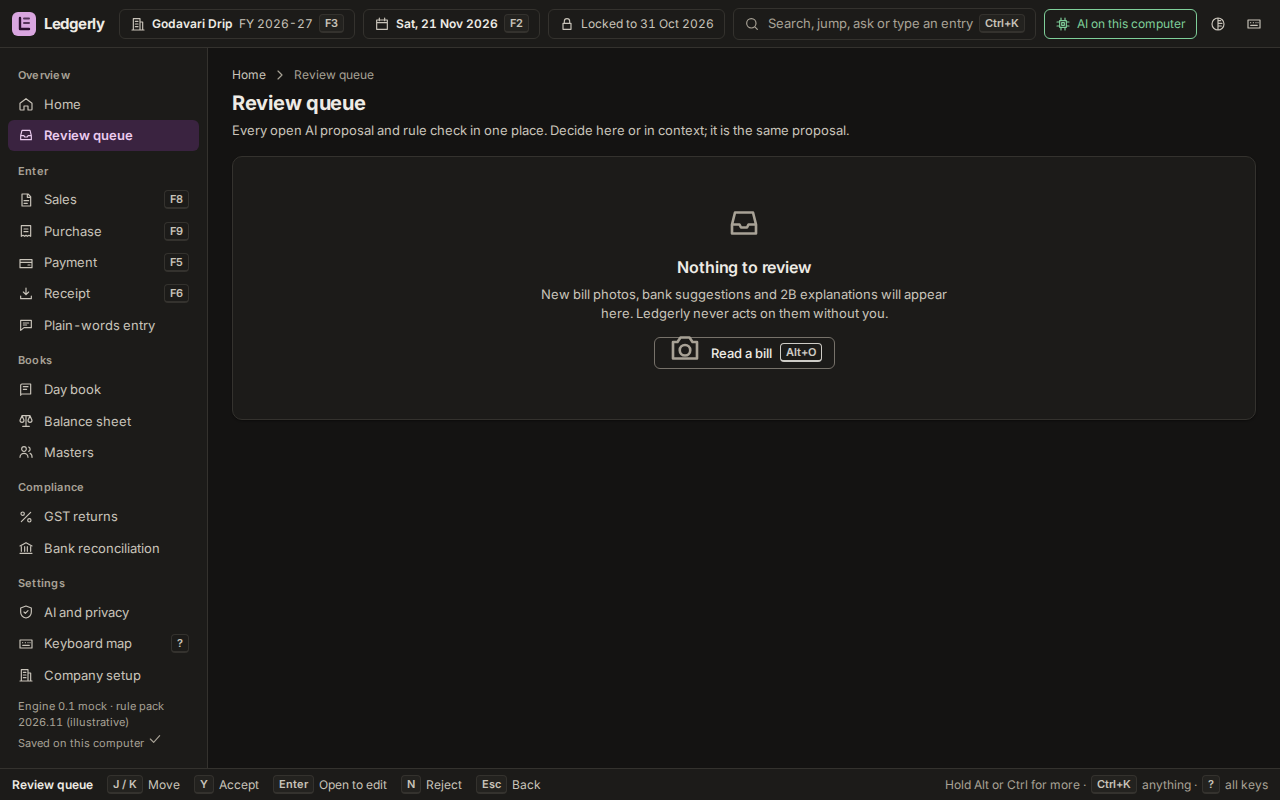 Ledgerly
Godavari Drip FY 2026-27 F3
Sat, 21 Nov 2026 F2
Locked to 31 Oct 2026
Search, jump, ask or type an entry Ctrl+K
AI on this computer
Overview
Home
Review queue
Enter
Sales F8
Purchase F9
Payment F5
Receipt F6
Plain-words entry
Books
Day book
Balance sheet
Masters
Compliance
GST returns
Bank reconciliation
Settings
AI and privacy
Keyboard map ?
Company setup
Engine 0.1 mock · rule pack
2026.11 (illustrative)
Saved on this computer
Home > Review queue
Review queue
Every open AI proposal and rule check in one place. Decide here or in context; it is the same proposal.
Nothing to review
New bill photos, bank suggestions and 2B explanations will appear
here. Ledgerly never acts on them without you.
Read a bill Alt+O
Review queue J / K Move Y Accept Enter Open to edit N Reject Esc Back
Hold Alt or Ctrl for more · Ctrl+K anything · ? all keys